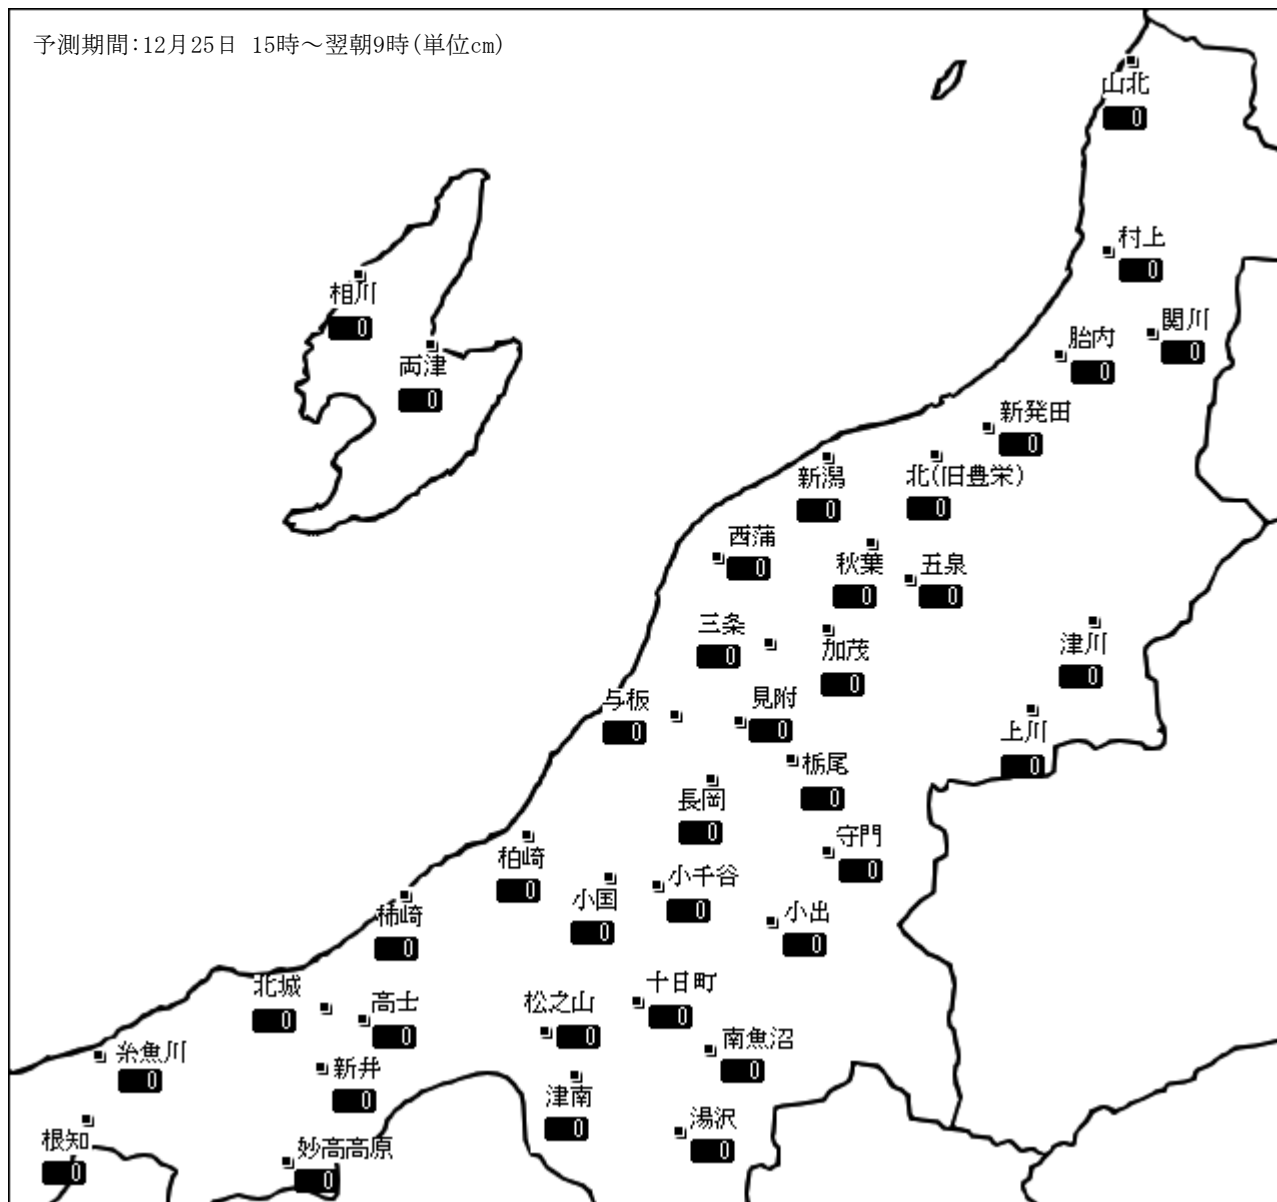 予測期間:12月25日 15時～翌朝9時(単位cm)
山北
0
村上
0
相川
0
関川
0
胎内
0
両津
0
新発田
0
新潟
0
北(旧豊栄)
0
西蒲
0
秋葉
0
五泉
0
三条
0
加茂
0
津川
0
与板
0
見附
0
上川
0
栃尾
0
長岡
0
守門
0
柏崎
0
小千谷
0
小国
0
小出
0
柿崎
0
北城
0
高士
0
松之山
0
十日町
0
南魚沼
0
糸魚川
0
新井
0
津南
0
湯沢
0
根知
0
妙高高原
0